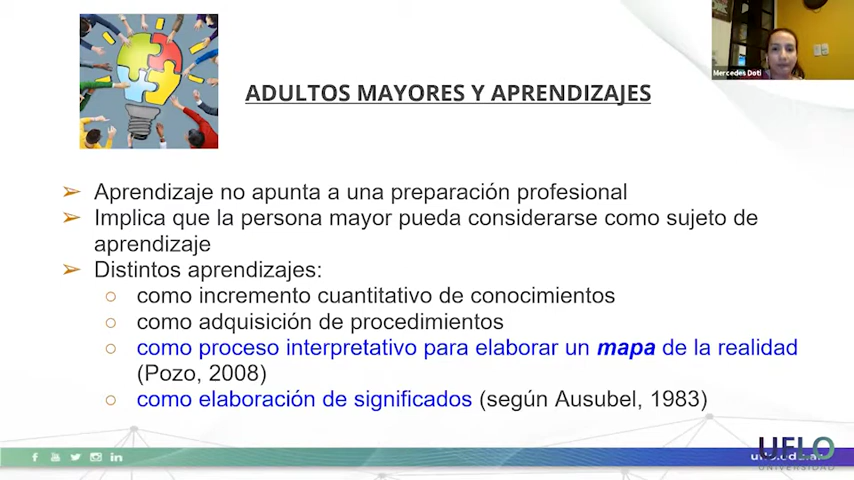 Mercedes Doti
ADULTOS MAYORES Y APRENDIZAJES
Aprendizaje no apunta a una preparación profesional
Implica que la persona mayor pueda considerarse como sujeto de
aprendizaje
Distintos aprendizajes:
como incremento cuantitativo de conocimientos
como adquisición de procedimientos
como proceso interpretativo para elaborar un mapa de la realidad
(Pozo, 2008)
como elaboración de significados (según Ausubel, 1983)
UFLO
UNIVERSIDAD